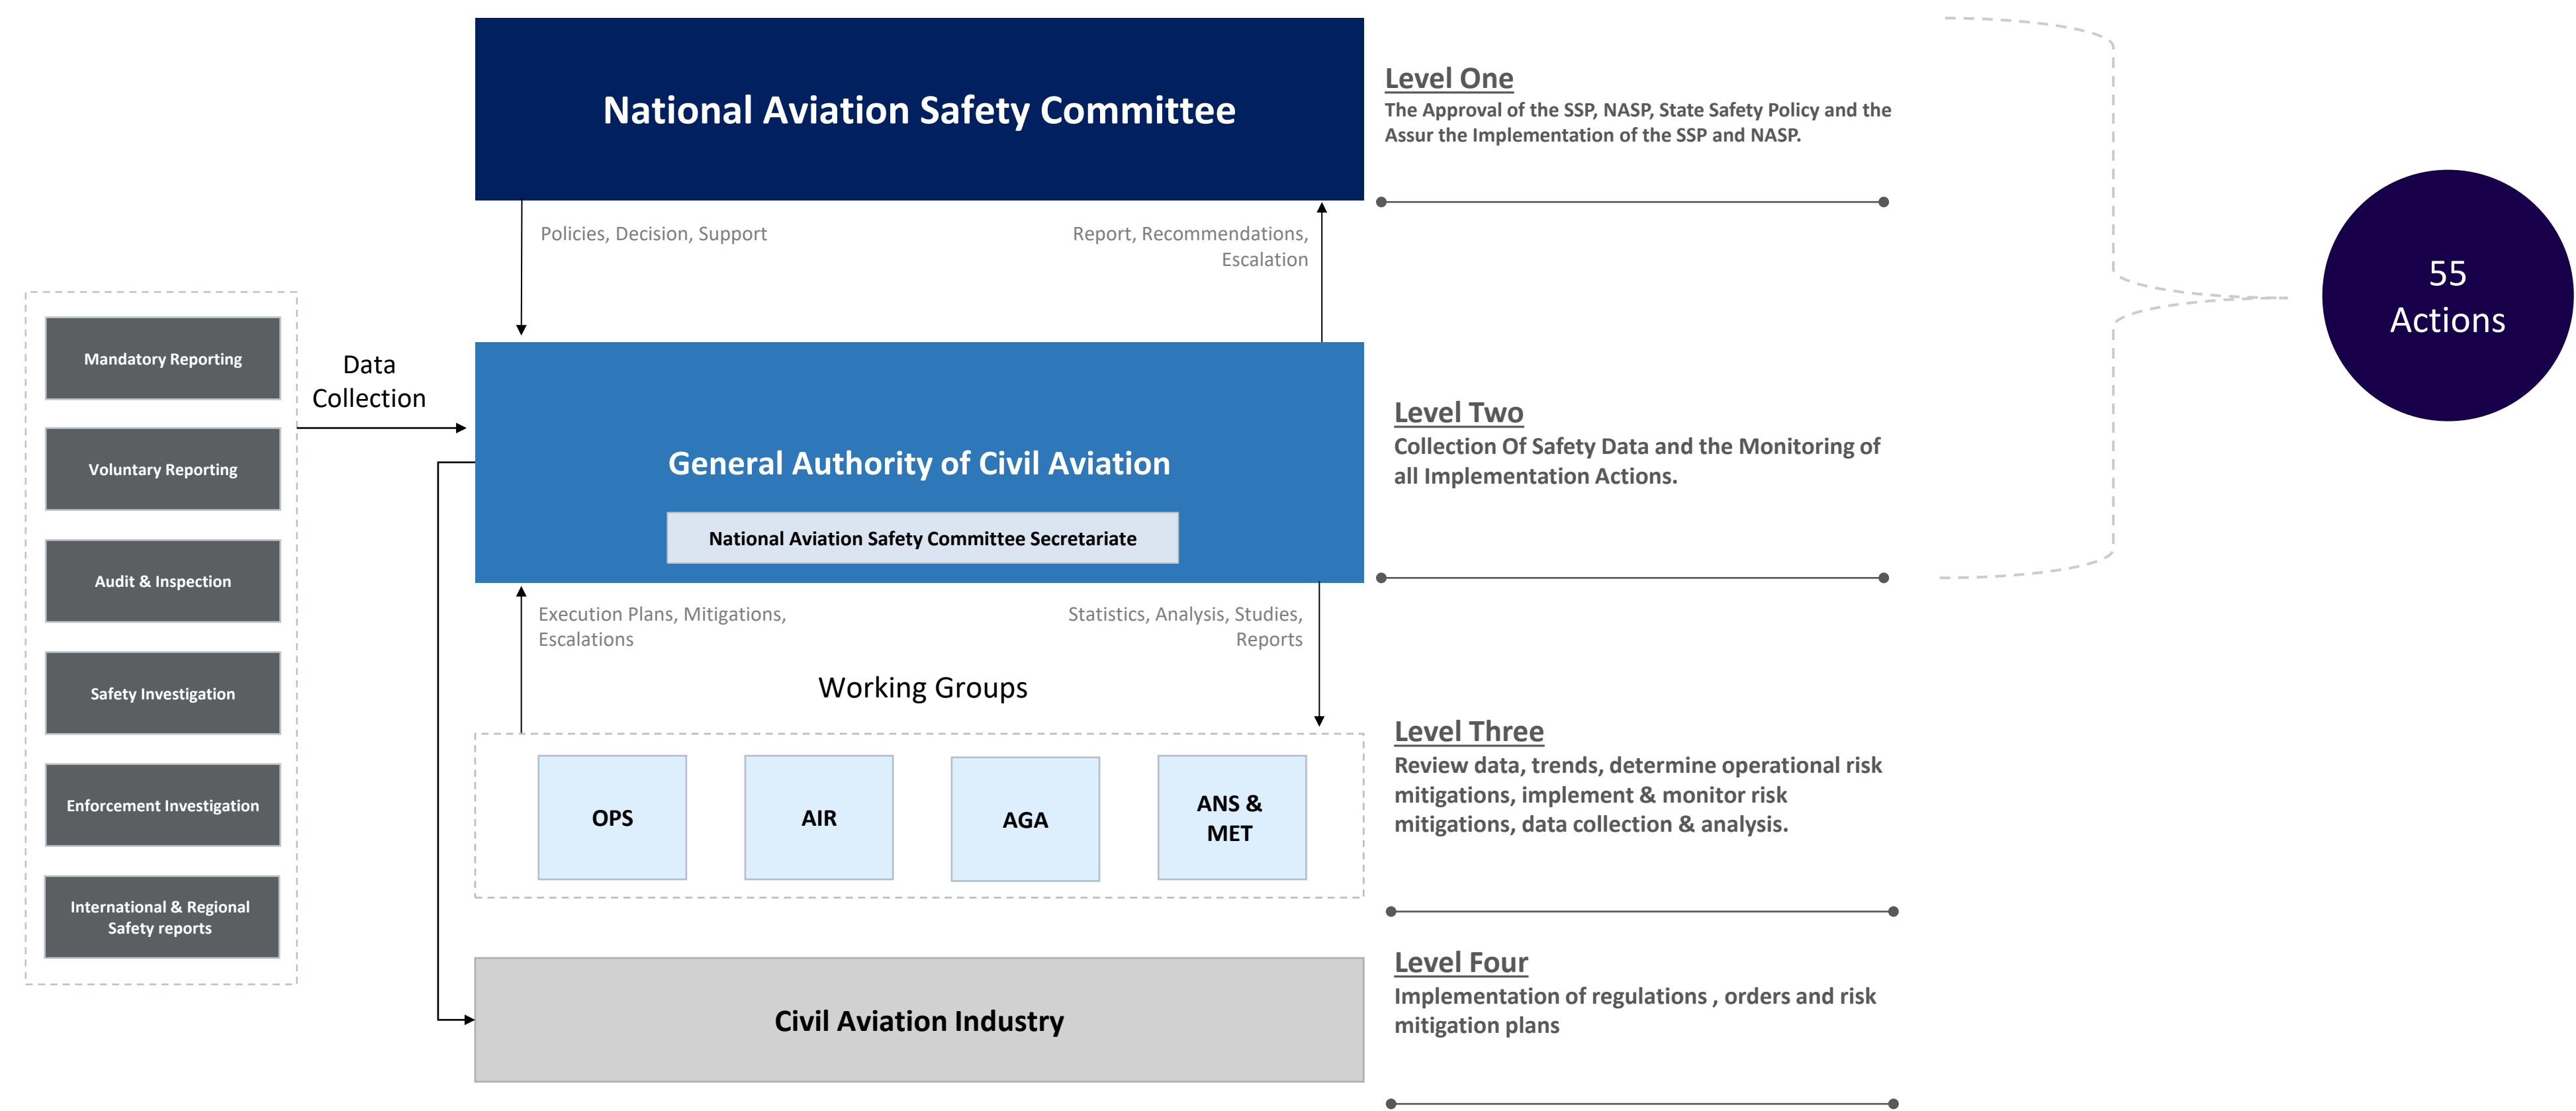 National Aviation Safety Committee
Level One
The Approval of the SSP, NASP, State Safety Policy and the
Assur the Implementation of the SSP and NASP.
Policies, Decision, Support
Report, Recommendations,
Escalation
55
Actions
Mandatory Reporting
Voluntary Reporting
Audit & Inspection
Safety Investigation
Enforcement Investigation
International & Regional
Safety reports
Data
Collection
General Authority of Civil Aviation
National Aviation Safety Committee Secretariate
Level Two
Collection Of Safety Data and the Monitoring of
all Implementation Actions.
Execution Plans, Mitigations,
Escalations
Statistics, Analysis, Studies,
Reports
Working Groups
OPS
AIR
AGA
ANS &
MET
Level Three
Review data, trends, determine operational risk
mitigations, implement & monitor risk
mitigations, data collection & analysis.
Civil Aviation Industry
Level Four
Implementation of regulations , orders and risk
mitigation plans